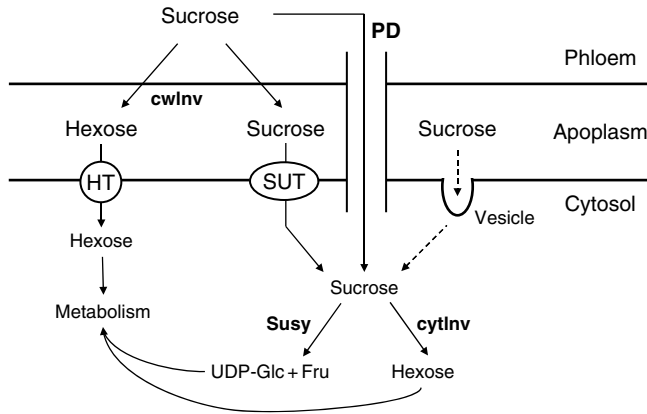 Sucrose
PD
Phloem
cwInv
Hexose
Sucrose
Sucrose
Apoplasm
HT
SUT
Vesicle
Cytosol
Hexose
Sucrose
Metabolism
Susy
cytInv
UDP-Glc + Fru
Hexose